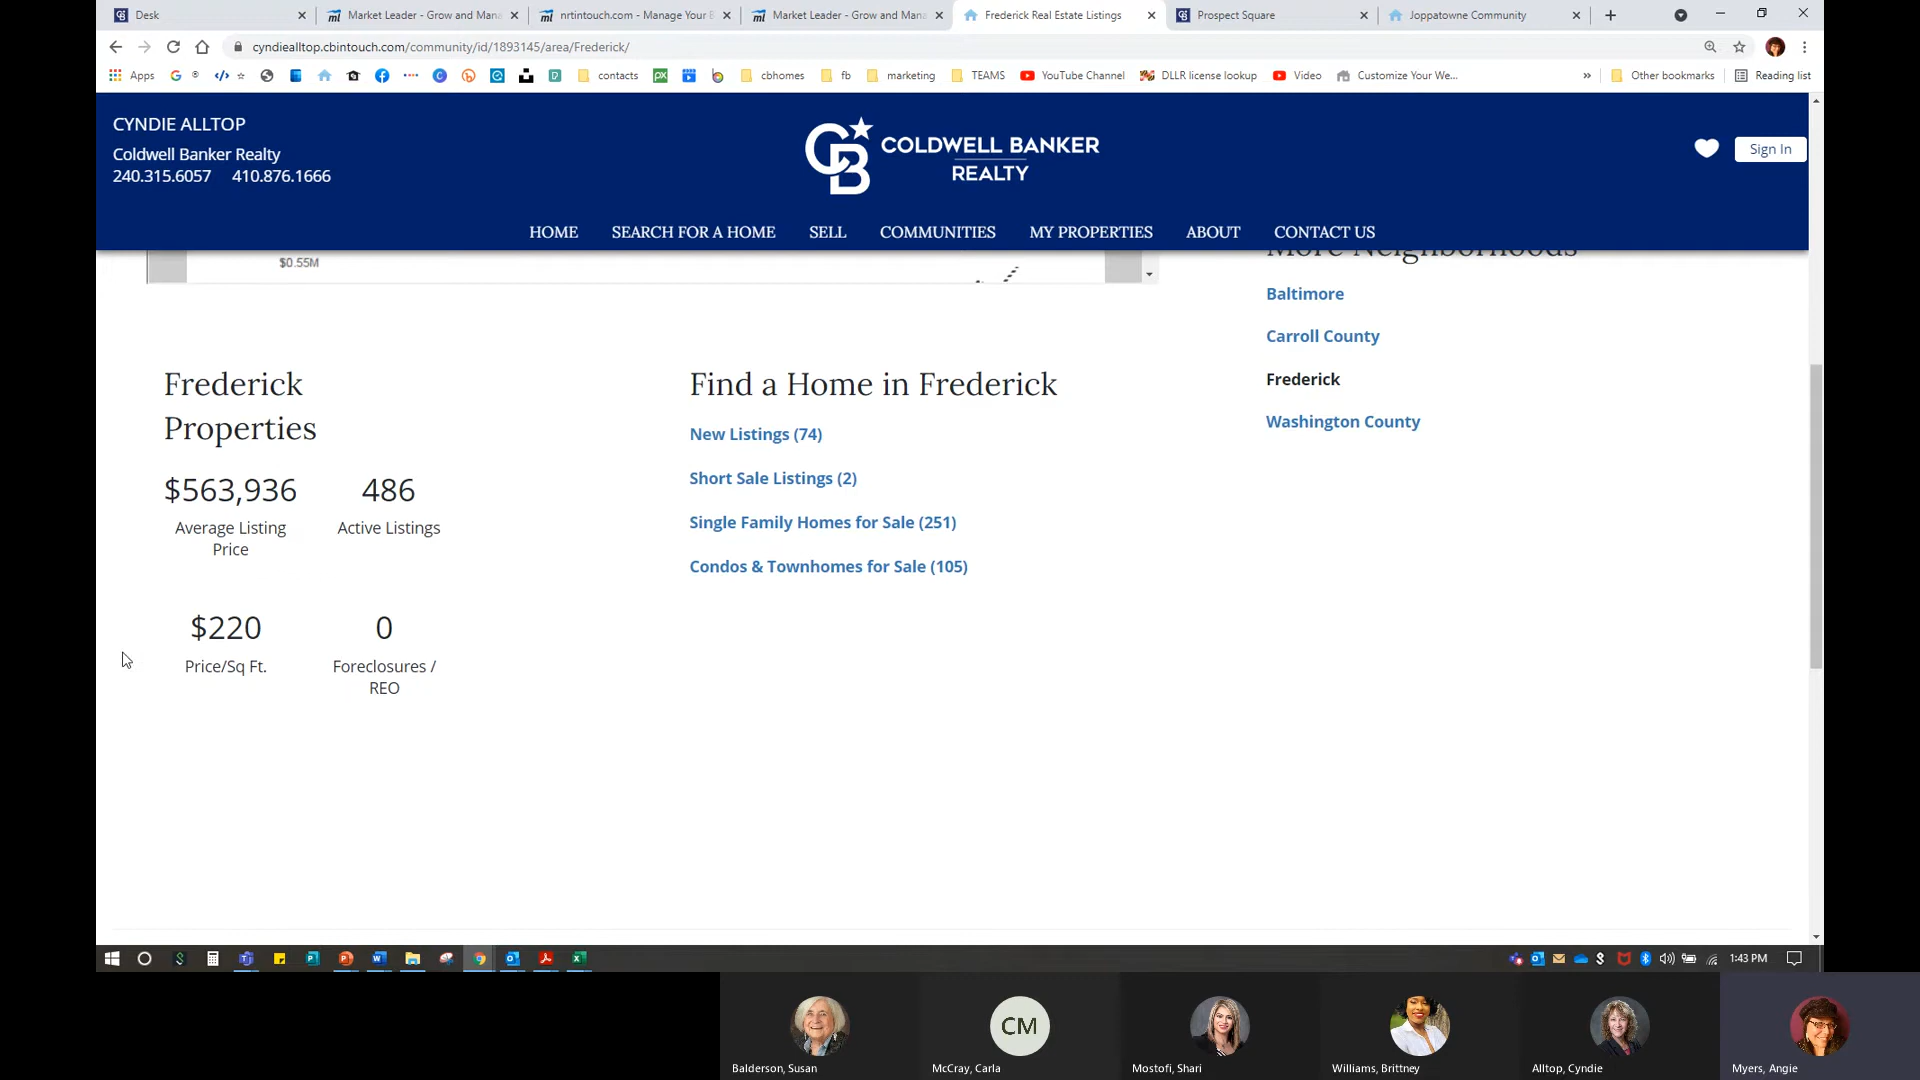 Desk
Market Leader - Grow and Mana
nrtintouch.com - Manage Your B
Market Leader - Grow and Mana
Frederick Real Estate Listings
Prospect Square
Joppatowne Community
cyndiealltop.cbintouch.com/community/id/1893145/area/Frederick/
Apps
contacts
cbhomes
fb
marketing
TEAMS
YouTube Channel
DLLR license lookup
Video
Customize Your We...
Other bookmarks
Reading list
CYNDIE ALLTOP
Coldwell Banker Realty
240.315.6057 410.876.1666
COLDWELL BANKER
REALTY
Sign In
HOME SEARCH FOR A HOME SELL COMMUNITIES MY PROPERTIES ABOUT CONTACT US
$0.55M
More Neighborhoods
Baltimore
Carroll County
Frederick
Washington County
Frederick
Properties
$563,936
Average Listing
Price
486
Active Listings
$220
Price/Sq Ft.
0
Foreclosures /
REO
Find a Home in Frederick
New Listings (74)
Short Sale Listings (2)
Single Family Homes for Sale (251)
Condos & Townhomes for Sale (105)
1:43 PM
CM
Balderson, Susan
McCray, Carla
Mostofi, Shari
Williams, Brittney
Alltop, Cyndie
Myers, Angie